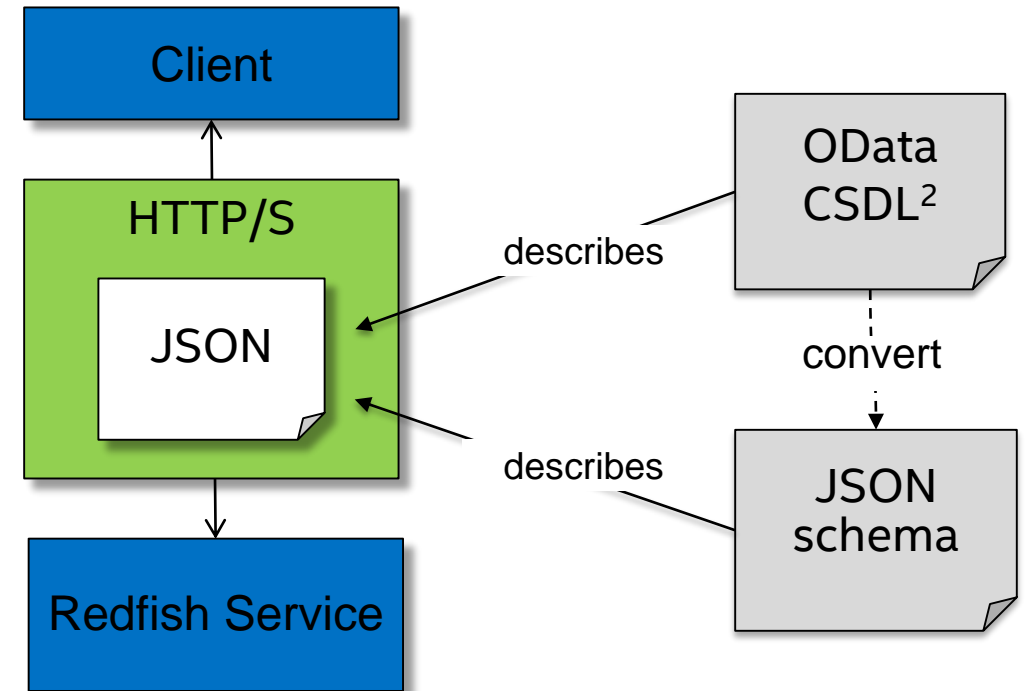 Client
HTTP/S
JSON
Redfish Service
describes
describes
OData
CSDL²
convert
JSON
schema